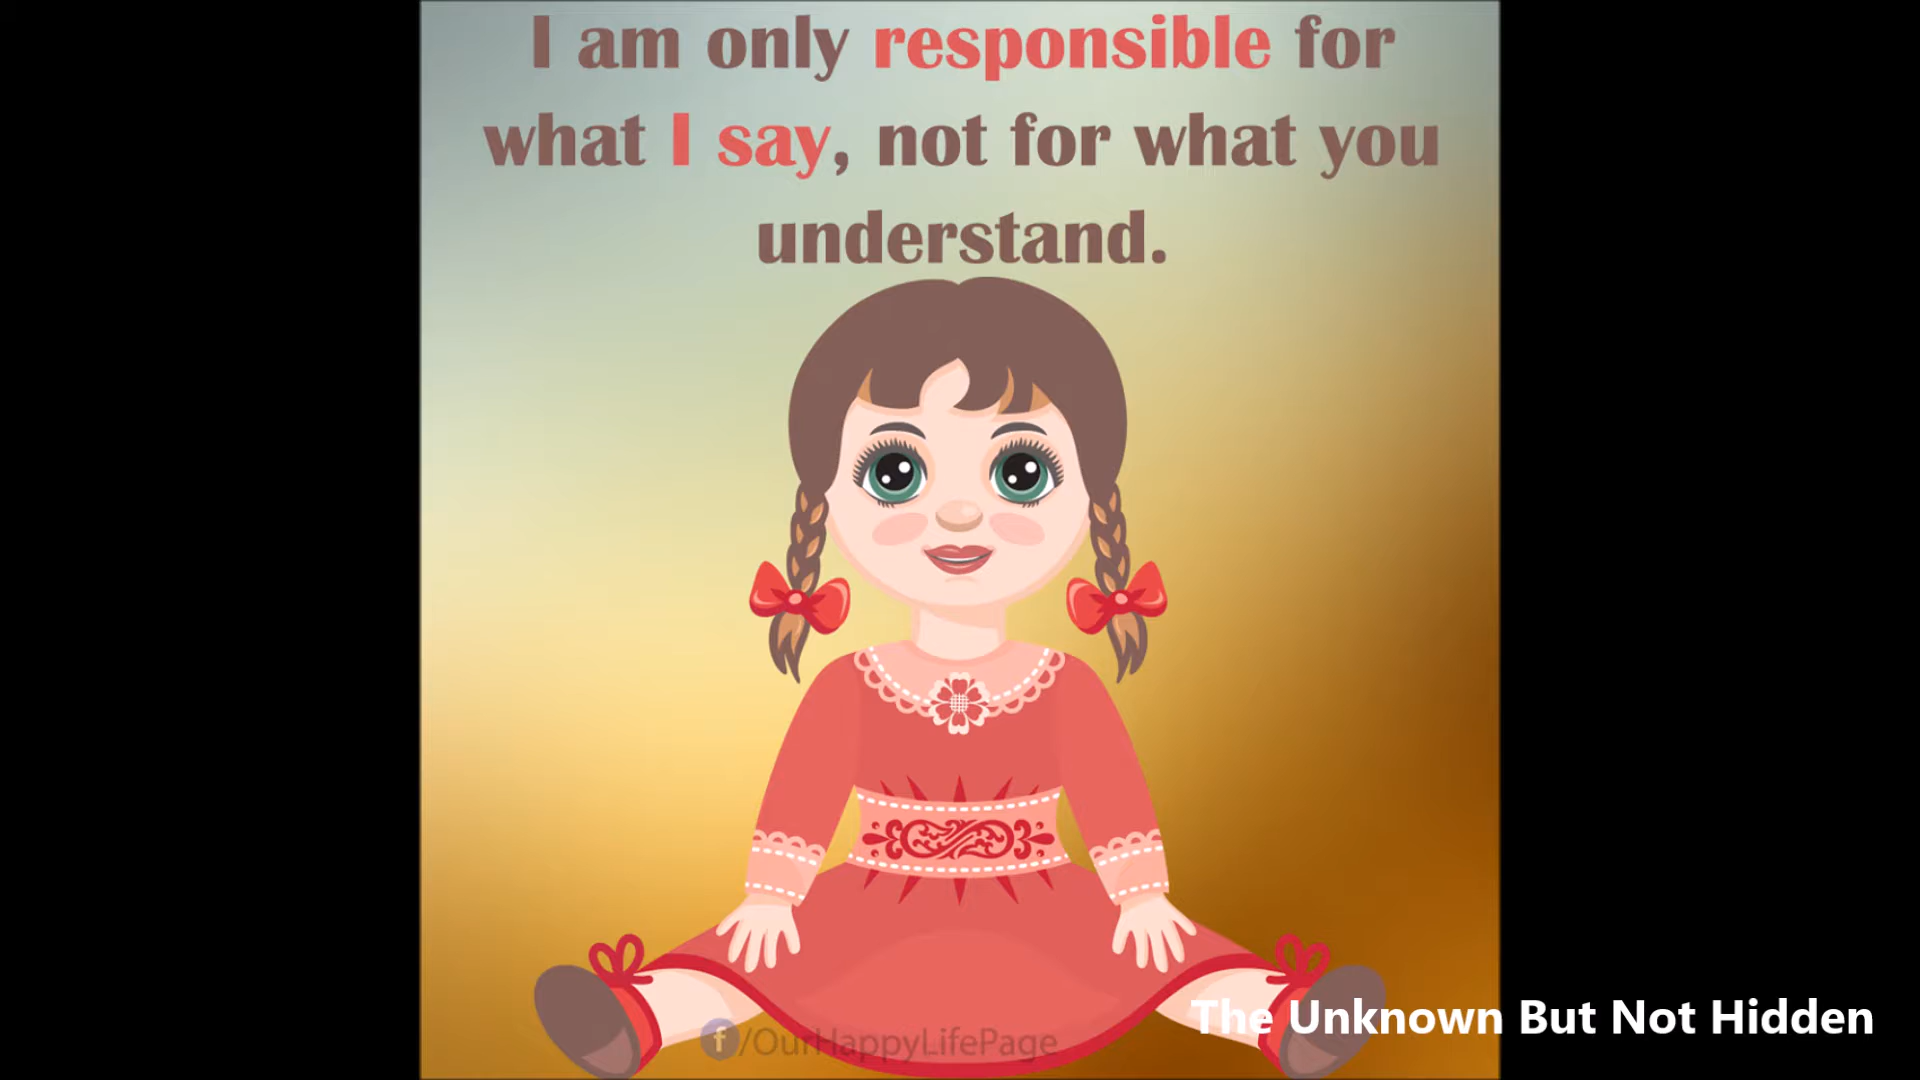 I am only responsible for
what I say, not for what you
understand.
The Unknown But Not Hidden
f/OurHappyLifePage